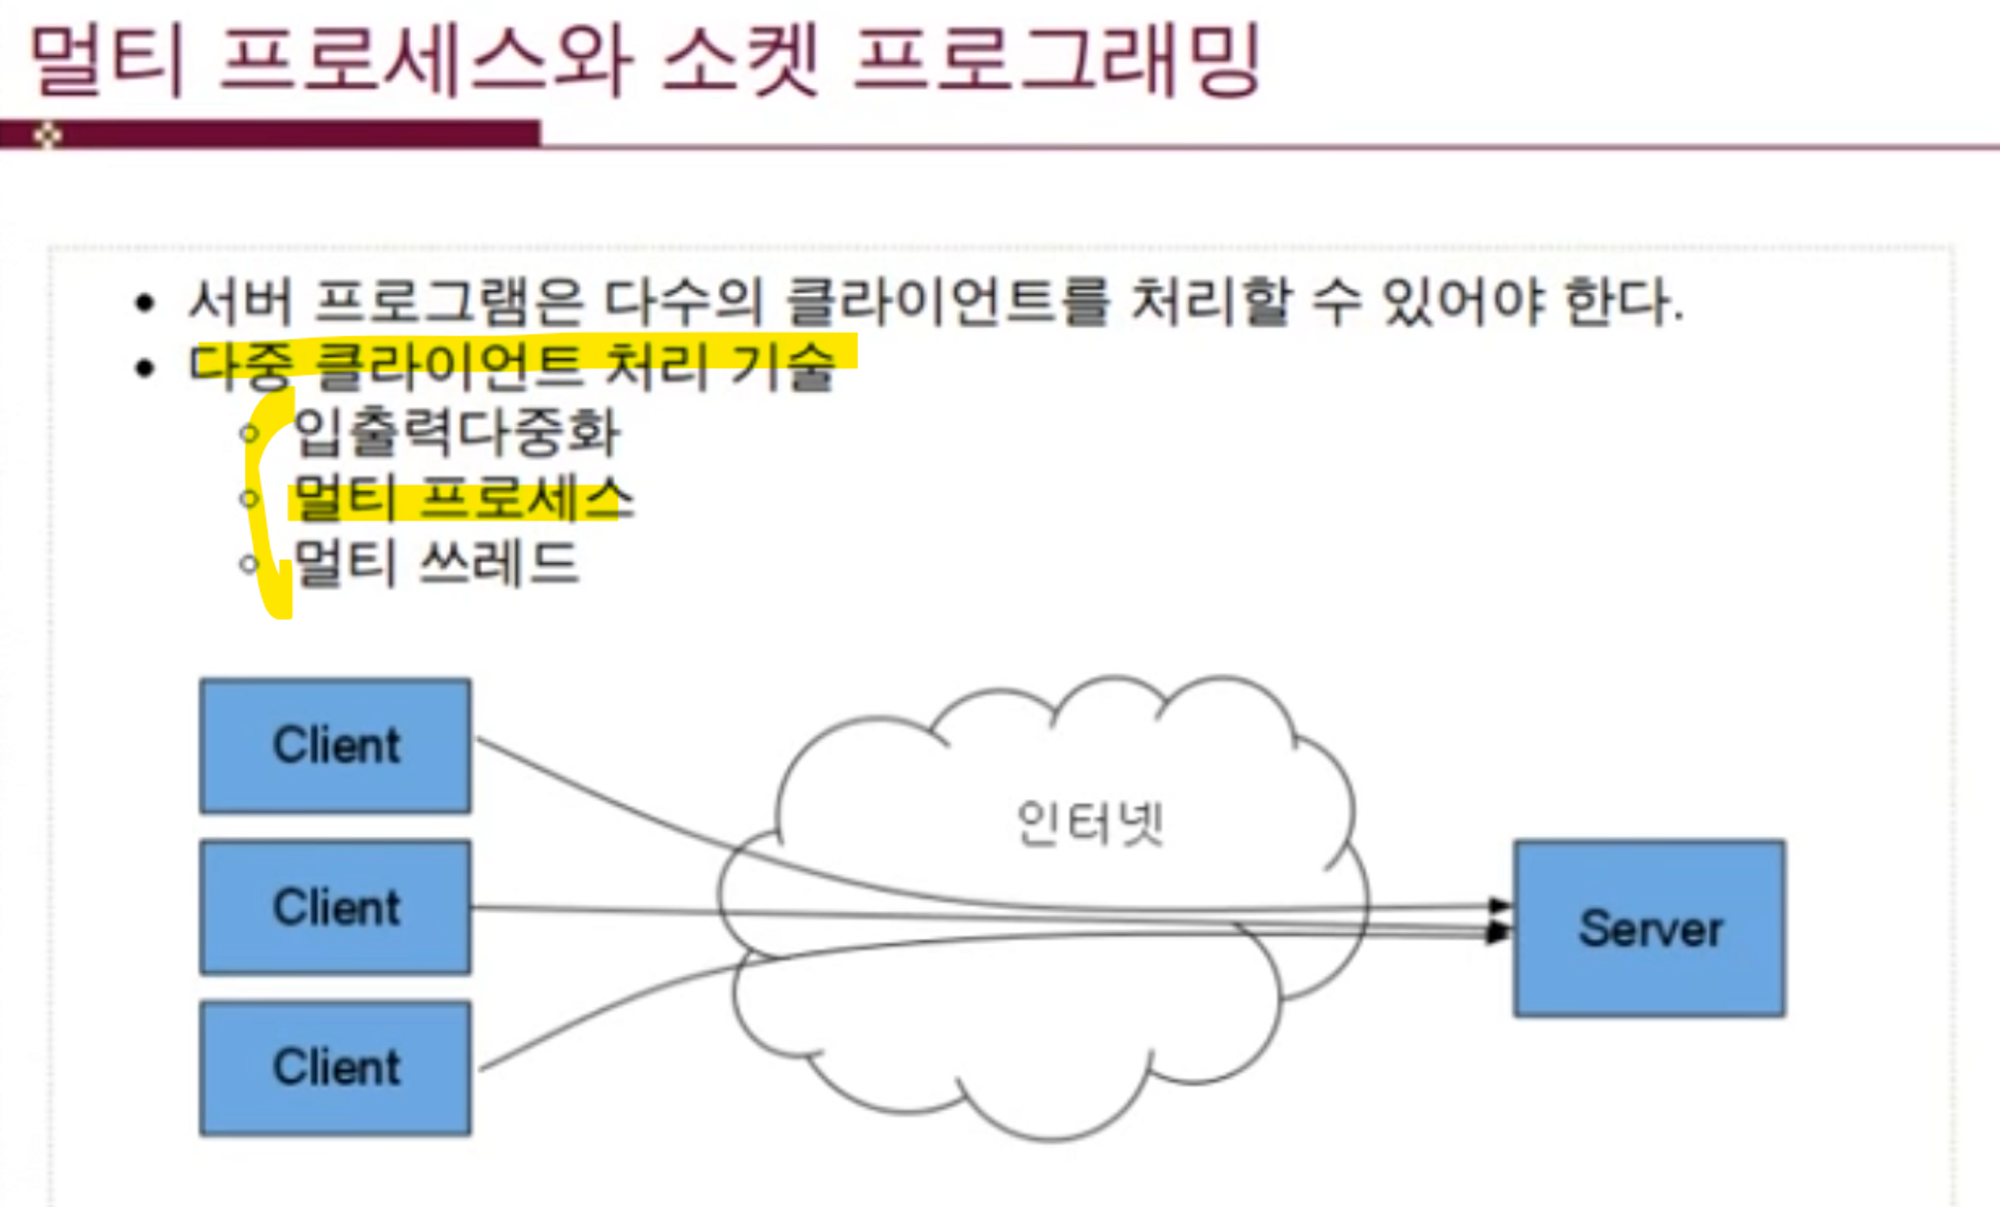 멀티 프로세스와 소켓 프로그래밍
서버 프로그램은 다수의 클라이언트를 처리할 수 있어야 한다.
다중 클라이언트 처리 기술
입출력다중화
멀티 프로세스
멀티 쓰레드
Client
인터넷
Client
Server
Client